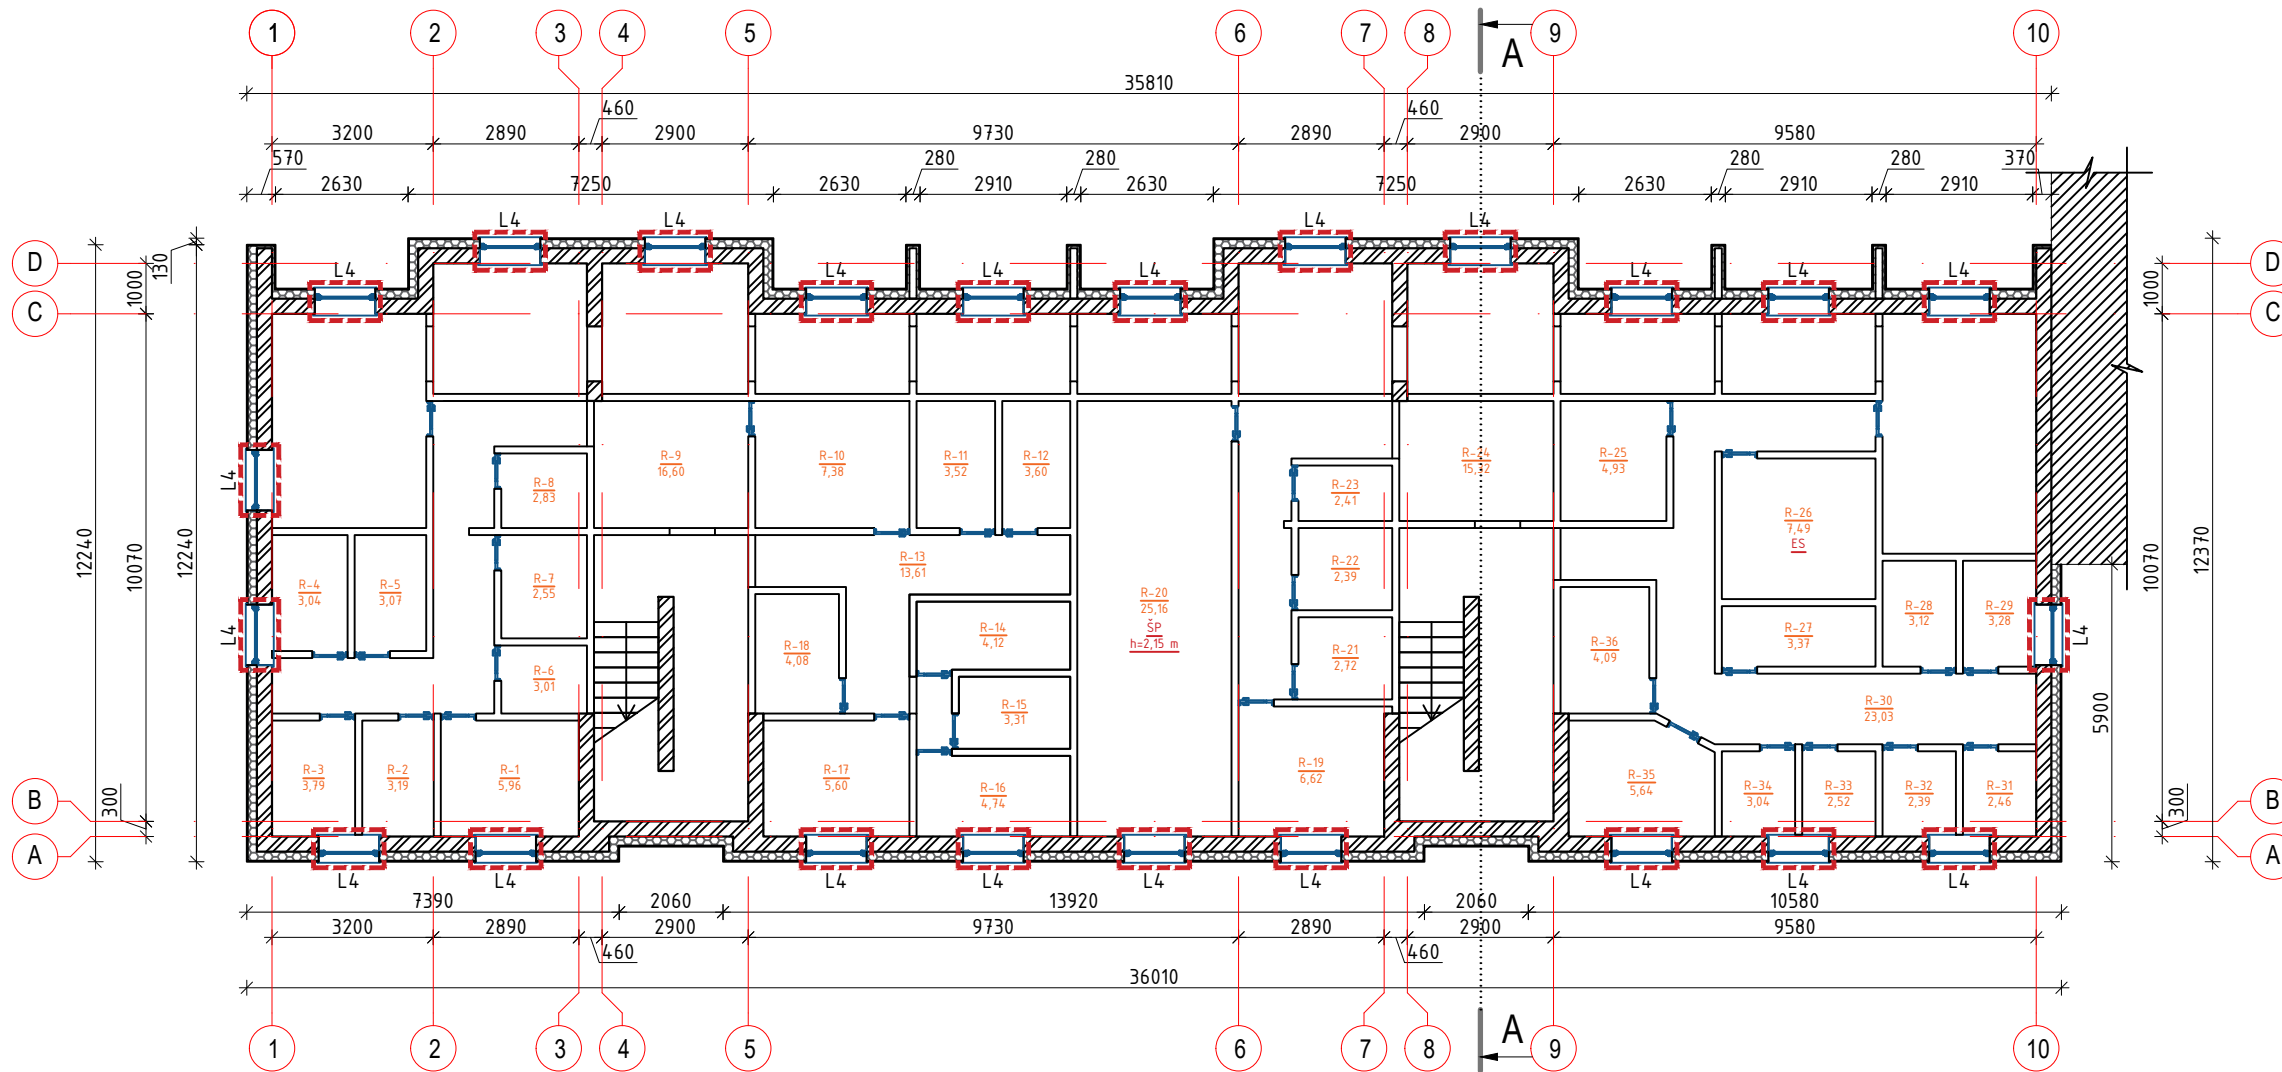 1 2 3 4 5 6 7 8 9 10
A
35810
460 460
3200 2890 2900 9730 2890 2900 9580
570 280 280 280 280 370
2630 7250 2630 2910 2630 7250 2630 2910 2910
L4 L4 L4 L4
D 130 1000 L4 L4 L4 L4 L4 L4 L4 1000 D
C C
R-9
16,60
R-10
7,38
R-11
3,52
R-12
3,60
R-24
15,32
R-25
4,93
L4
R-8
2,83
R-23
2,41
R-26
7,49
ES
12240 10070 12240
R-13
13,61
10070 12370
R-4
3,04
R-5
3,07
R-7
2,55
R-22
2,39
R-20
25,16
ŠP
h=2,15 m
R-28
3,12
R-29
3,28
L4
R-14
4,12
R-18
4,08
R-21
2,72
R-36
4,09
R-27
3,37
L4
R-6
3,01
R-15
3,31
R-30
23,03
5900
R-3
3,79
R-2
3,19
R-1
5,96
R-17
5,60
R-16
4,74
R-19
6,62
R-35
5,64
R-34
3,04
R-33
2,52
R-32
2,39
R-31
2,46
B 300 300 B
A A
L4 L4 L4 L4 L4 L4 L4 L4 L4
7390 2060 13920 2060 10580
3200 2890 2900 9730 2890 2900 9580
460 460
36010
A
1 2 3 4 5 6 7 8 9 10